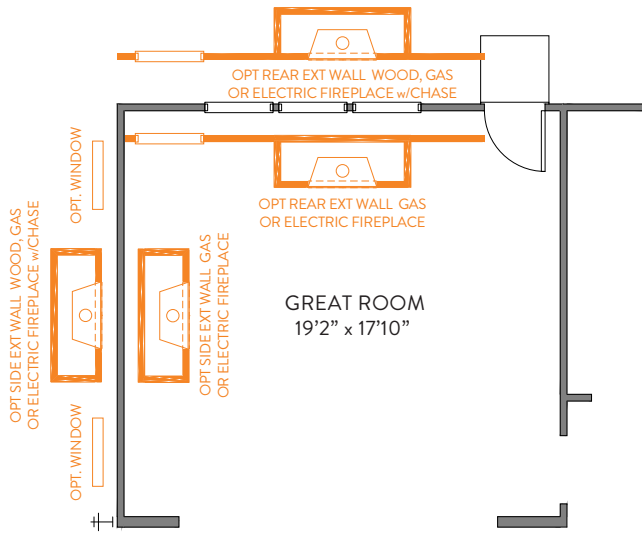 OPT REAR EXT WALL WOOD, GAS
OR ELECTRIC FIREPLACE w/CHASE
OPT REAR EXT WALL GAS
OR ELECTRIC FIREPLACE
OPT. WINDOW
OPT SIDE EXT WALL WOOD, GAS
OR ELECTRIC FIREPLACE w/CHASE
OPT SIDE EXT WALL GAS
OR ELECTRIC FIREPLACE
GREAT ROOM
19’2” x 17’10”
OPT. WINDOW